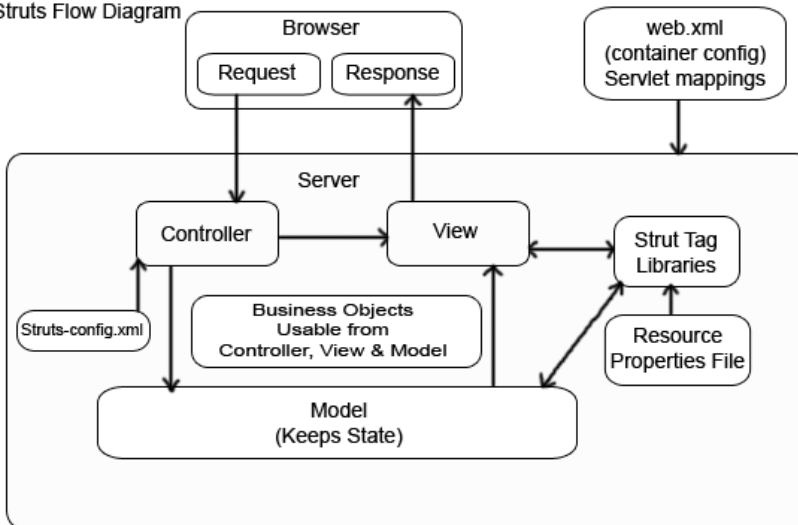 Struts Flow Diagram
Browser
Request
Response
web.xml
(container config)
Servlet mappings
Server
Controller
View
Strut Tag
Libraries
Struts-config.xml
Business Objects
Usable from
Controller, View & Model
Resource
Properties File
Model
(Keeps State)